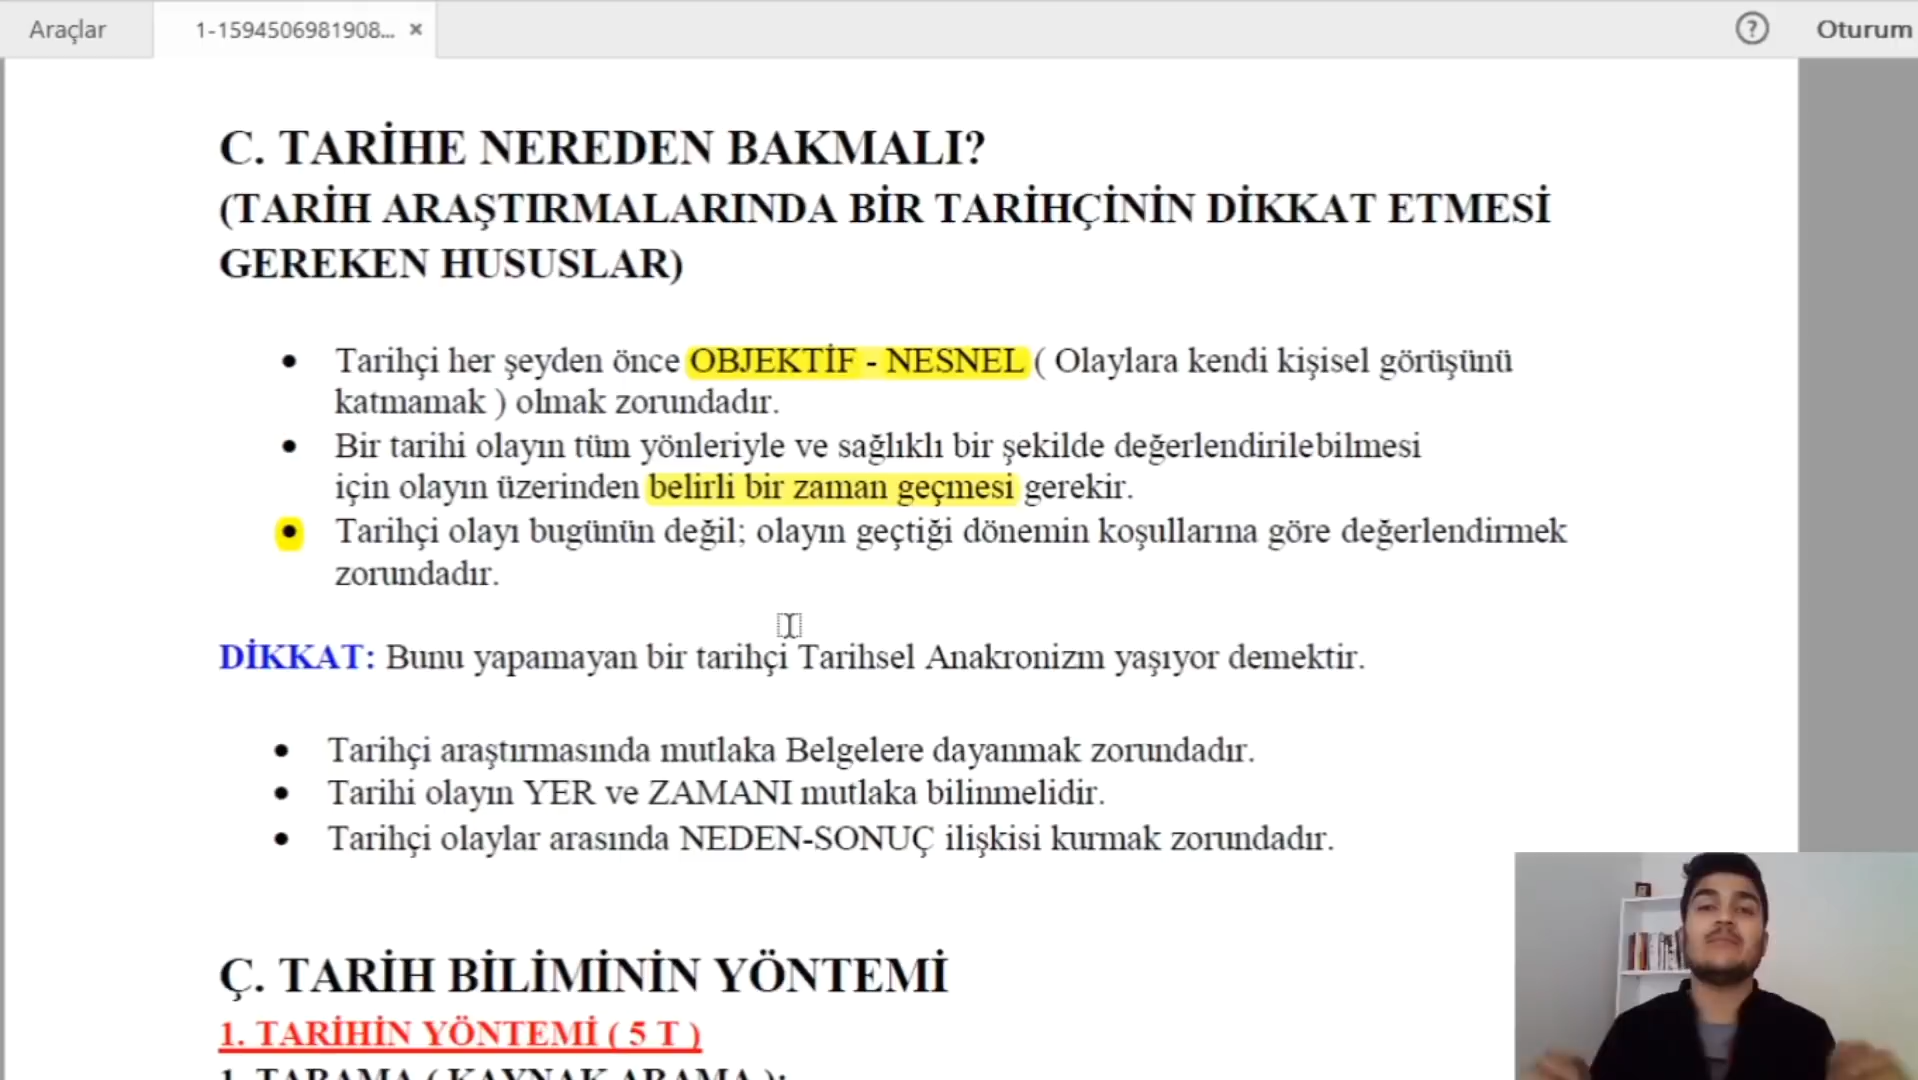 Araçlar
1-1594506981908... ×
? Oturum
C. TARİHE NEREDEN BAKMALI?
(TARİH ARAŞTIRMALARINDA BİR TARİHÇİNİN DİKKAT ETMESİ
GEREKEN HUSUSLAR)
• Tarihçi her şeyden önce OBJEKTİF - NESNEL ( Olaylara kendi kişisel görüşünü
katmamak ) olmak zorundadır.
• Bir tarihi olayın tüm yönleriyle ve sağlıklı bir şekilde değerlendirilebilmesi
için olayın üzerinden belirli bir zaman geçmesi gerekir.
• Tarihçi olayı bugünün değil; olayın geçtiği dönemin koşullarına göre değerlendirmek
zorundadır.
DİKKAT: Bunu yapamayan bir tarihçi Tarihsel Anakronizm yaşıyor demektir.
• Tarihçi araştırmasında mutlaka Belgelere dayanmak zorundadır.
• Tarihi olayın YER ve ZAMANI mutlaka bilinmelidir.
• Tarihçi olaylar arasında NEDEN-SONUÇ ilişkisi kurmak zorundadır.
Ç. TARİH BİLİMİNİN YÖNTEMİ
1. TARİHİN YÖNTEMİ ( 5 T )
1. TARAMA ( KAYNAK ARAMA ):